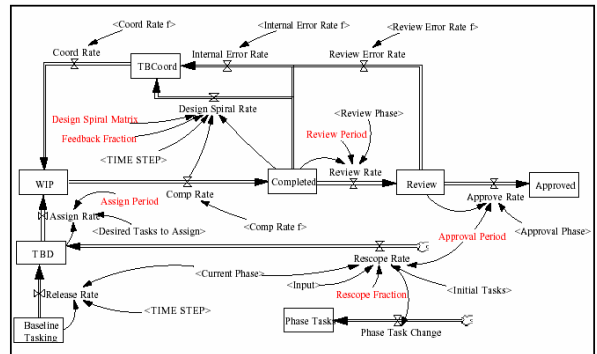 <Coord Rate f>
<Internal Error Rate f>
<Review Error Rate f>
Coord Rate
TBCoord
Internal Error Rate
Review Error Rate
Design Spiral Matrix
Design Spiral Rate
<Review Phase>
Feedback Fraction
Review Period
<TIME STEP>
Review Rate
WIP
Comp Rate
Completed
Review
Approve Rate
Approved
Assign Period
Assign Rate
<Comp Rate f>
<Desired Tasks to Assign>
Approval Period
<Approval Phase>
TBD
<Current Phase>
Rescope Rate
<Input>
<Initial Tasks>
Release Rate
Rescope Fraction
<TIME STEP>
Baseline
Tasking
Phase Tasks
Phase Task Change